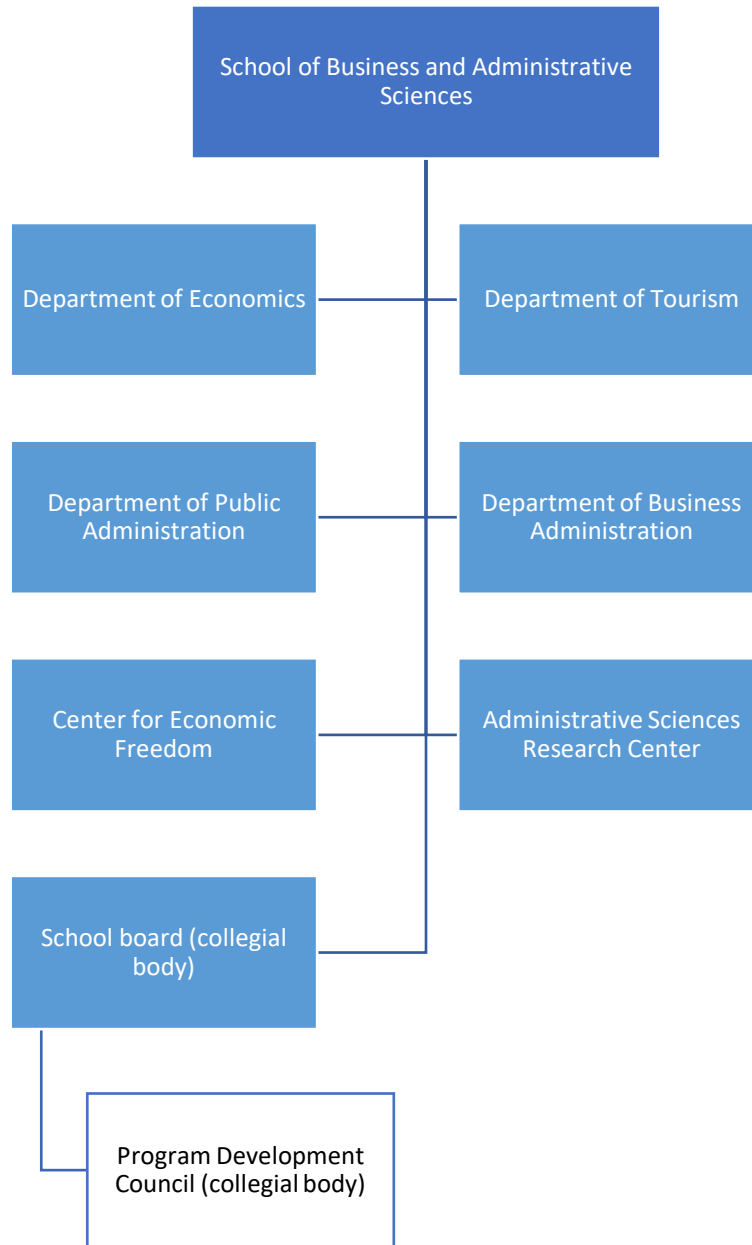 School of Business and Administrative
Sciences
Department of Economics
Department of Tourism
Department of Public
Administration
Department of Business
Administration
Center for Economic
Freedom
Administrative Sciences
Research Center
School board (collegial
body)
Program Development
Council (collegial body)